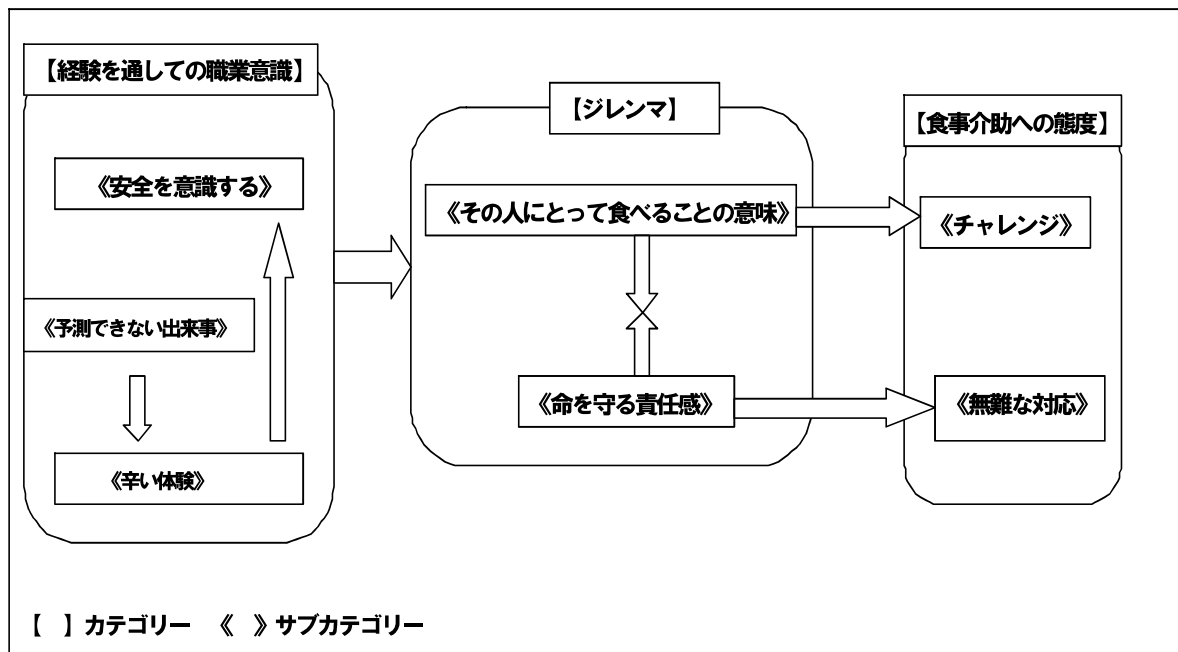 【経験を通しての職業意識】
《安全を意識する》
《予測できない出来事》
《辛い体験》
【ジレンマ】
《その人にとって食べることの意味》
《命を守る責任感》
【食事介助への態度】
《チャレンジ》
《無難な対応》
【　】カテゴリー　《　》サブカテゴリー